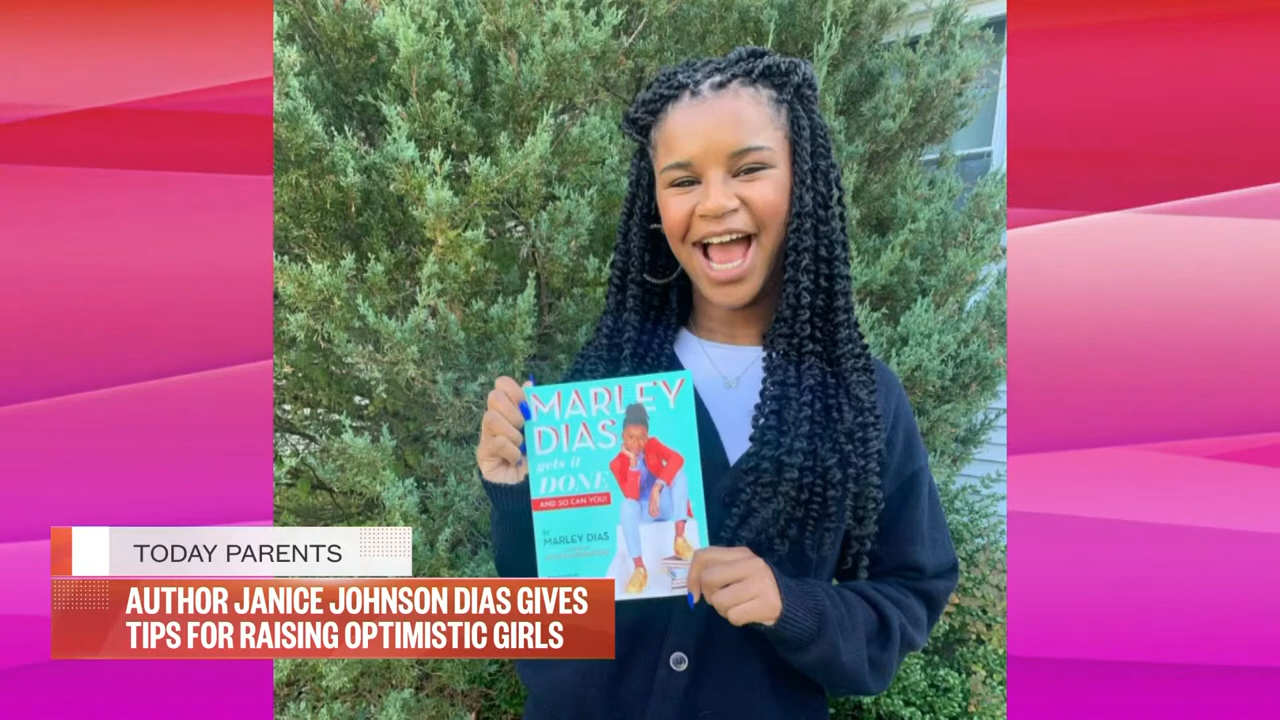 MARLEY
DIAS
gets it
DONE
AND SO CAN YOU!
By
MARLEY DIAS
TODAY PARENTS
AUTHOR JANICE JOHNSON DIAS GIVES
TIPS FOR RAISING OPTIMISTIC GIRLS